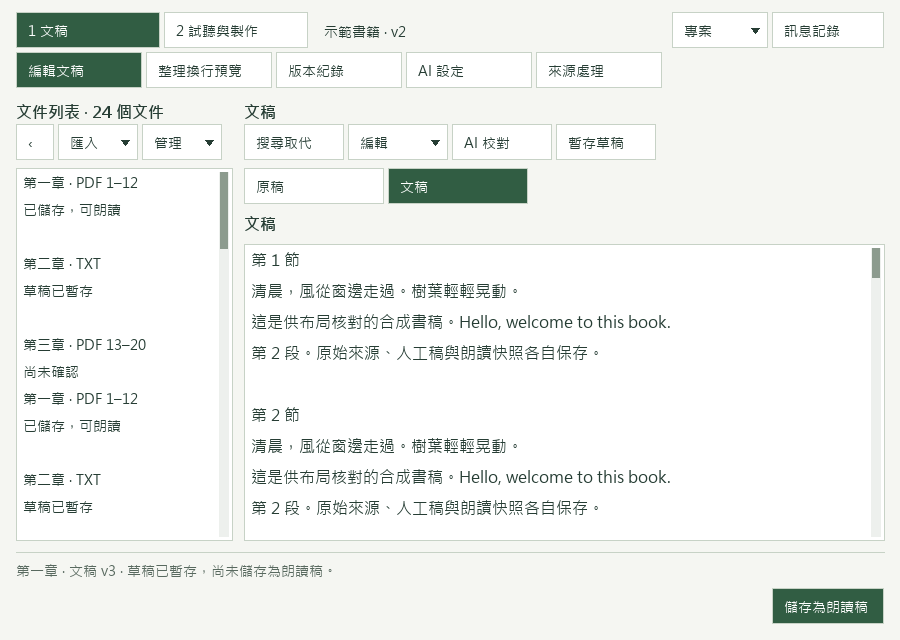 1 文稿
2 試聽與製作
示範書籍 · v2
專案
訊息記錄
編輯文稿
整理換行預覽
版本紀錄
AI 設定
來源處理
文件列表 · 24 個文件
‹
匯入
管理
第一章 · PDF 1–12
已儲存，可朗讀
第二章 · TXT
草稿已暫存
第三章 · PDF 13–20
尚未確認
第一章 · PDF 1–12
已儲存，可朗讀
第二章 · TXT
草稿已暫存
文稿
搜尋取代
編輯
AI 校對
暫存草稿
原稿
文稿
文稿
第 1 節
清晨，風從窗邊走過。樹葉輕輕晃動。
這是供布局核對的合成書稿。Hello, welcome to this book.
第 2 段。原始來源、人工稿與朗讀快照各自保存。
第 2 節
清晨，風從窗邊走過。樹葉輕輕晃動。
這是供布局核對的合成書稿。Hello, welcome to this book.
第 2 段。原始來源、人工稿與朗讀快照各自保存。
第一章 · 文稿 v3 · 草稿已暫存，尚未儲存為朗讀稿。
儲存為朗讀稿